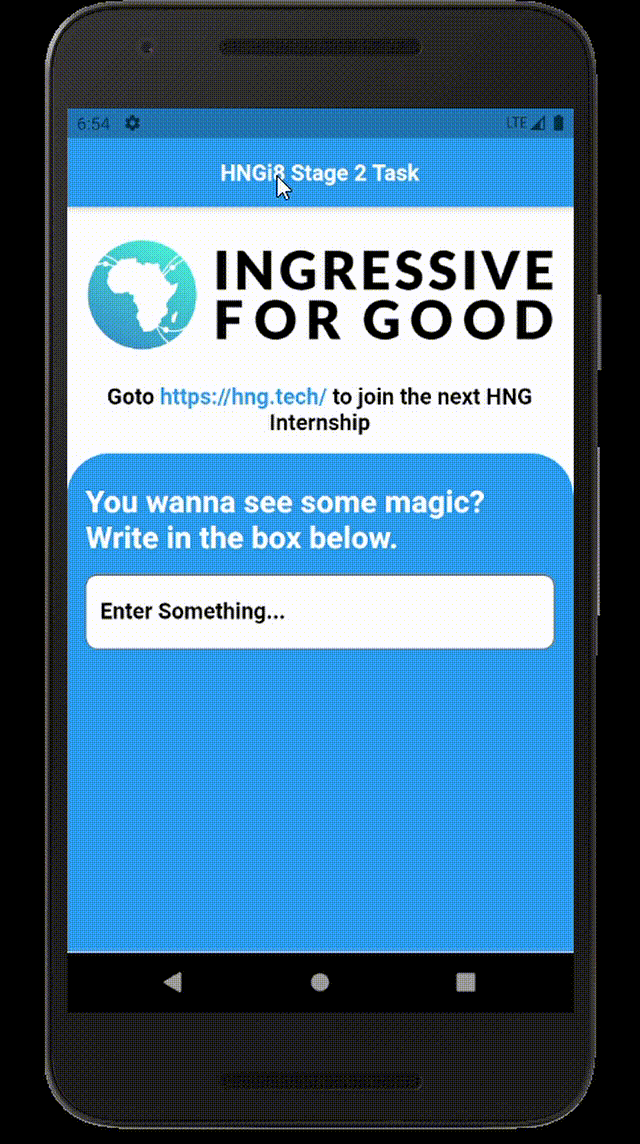 6:54
LTE
HNGi8 Stage 2 Task
INGRESSIVE
FOR GOOD
Goto https://hng.tech/ to join the next HNG
Internship
You wanna see some magic?
Write in the box below.
Enter Something...